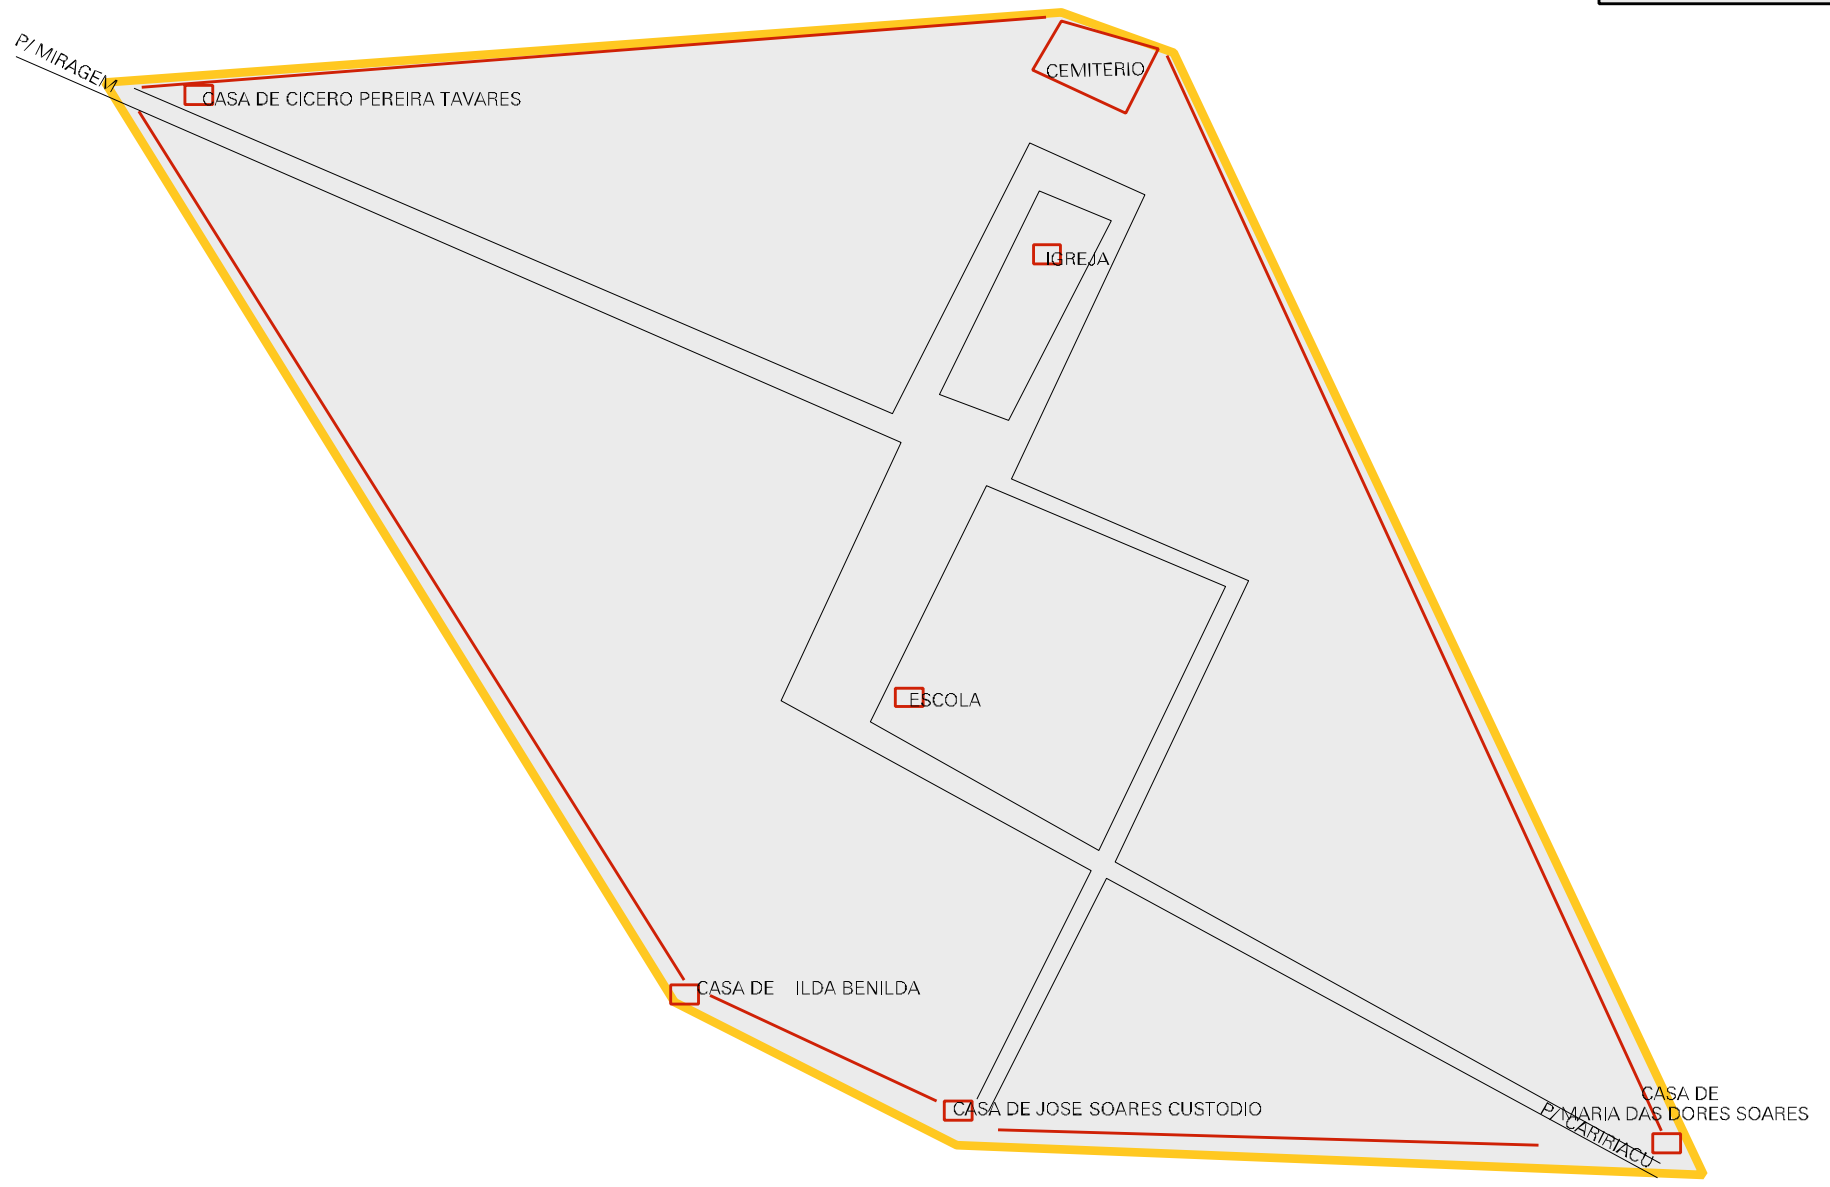 P/ MIRAGEM
CASA DE CICERO PEREIRA TAVARES
CEMITERIO
IGREJA
ESCOLA
CASA DE ILDA BENILDA
CASA DE JOSE SOARES CUSTODIO
CASA DE
MARIA DAS DORES SOARES
P/ CARIRIACU